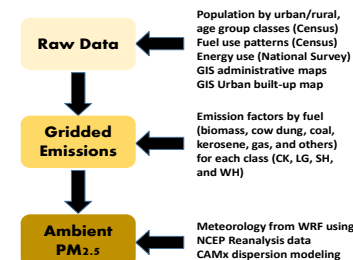 Raw Data
Population by urban/rural,
age group classes (Census)
Fuel use patterns (Census)
Energy use (National Survey)
GIS administrative maps
GIS Urban built-up map
Gridded
Emissions
Emission factors by fuel
(biomass, cow dung, coal,
kerosene, gas, and others)
for each class (CK, LG, SH,
and WH)
Ambient
PM2.5
Meteorology from WRF using
NCEP Reanalysis data
CAMx dispersion modeling